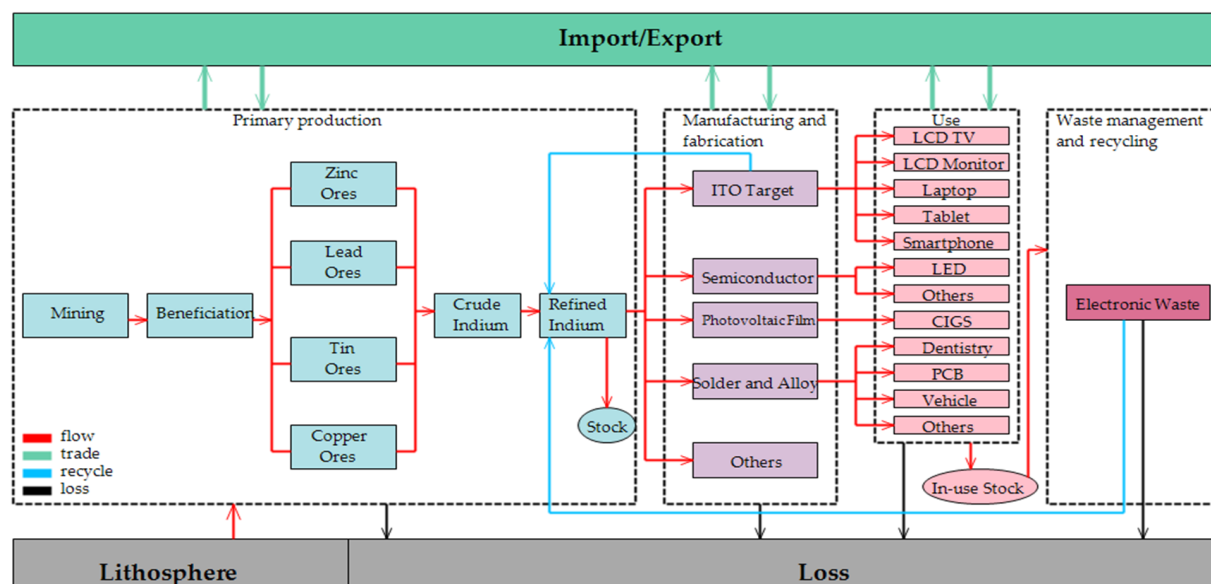 Import/Export
Primary production
Manufacturing and
fabrication
Use
Waste management
and recycling
Mining
Beneficiation
Zinc
Ores
Lead
Ores
Tin
Ores
Copper
Ores
Crude
Indium
Refined
Indium
Stock
ITO Target
Semiconductor
Photovoltaic Film
Solder and Alloy
Others
LCD TV
LCD Monitor
Laptop
Tablet
Smartphone
LED
Others
CIGS
Dentistry
PCB
Vehicle
Others
In-use Stock
Electronic Waste
flow
trade
recycle
loss
Lithosphere
Loss